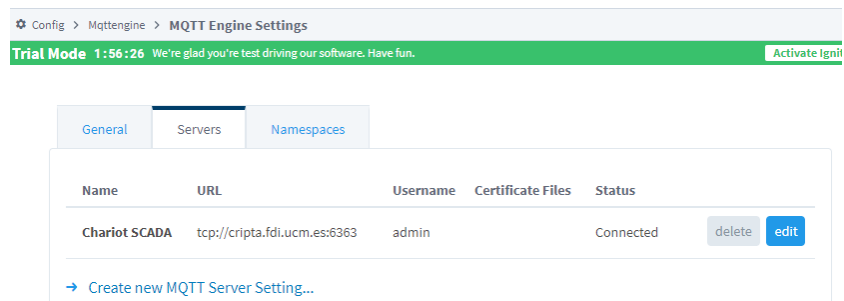 Config > Mqttengine > MQTT Engine Settings
Trial Mode 1:56:26 We're glad you're test driving our software. Have fun. Activate Ignit
General Servers Namespaces
Name URL Username Certificate Files Status
Chariot SCADA tcp://cripta.fdi.ucm.es:6363 admin Connected delete edit
→ Create new MQTT Server Setting...